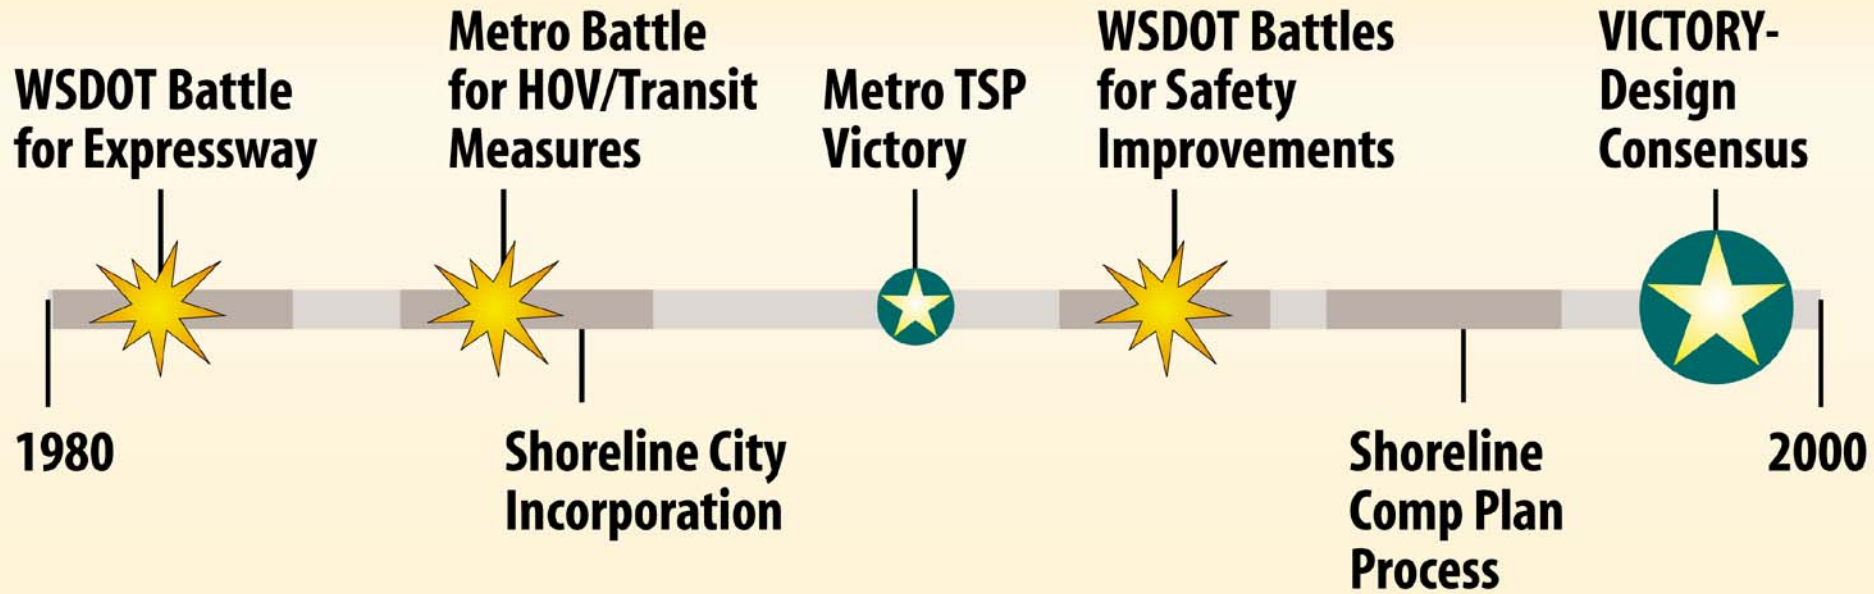 WSDOT Battle
for Expressway
Metro Battle
for HOV/Transit
Measures
Metro TSP
Victory
WSDOT Battles
for Safety
Improvements
VICTORY-
Design
Consensus
1980
Shoreline City
Incorporation
Shoreline
Comp Plan
Process
2000